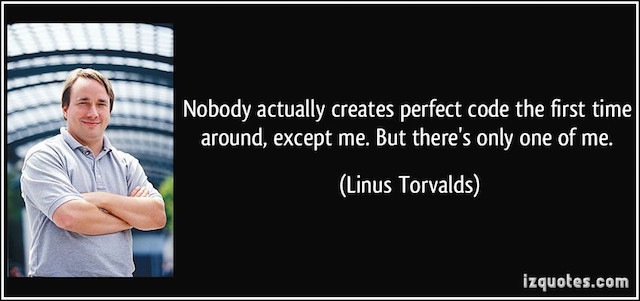 Nobody actually creates perfect code the first time
around, except me. But there's only one of me.
(Linus Torvalds)
izquotes.com